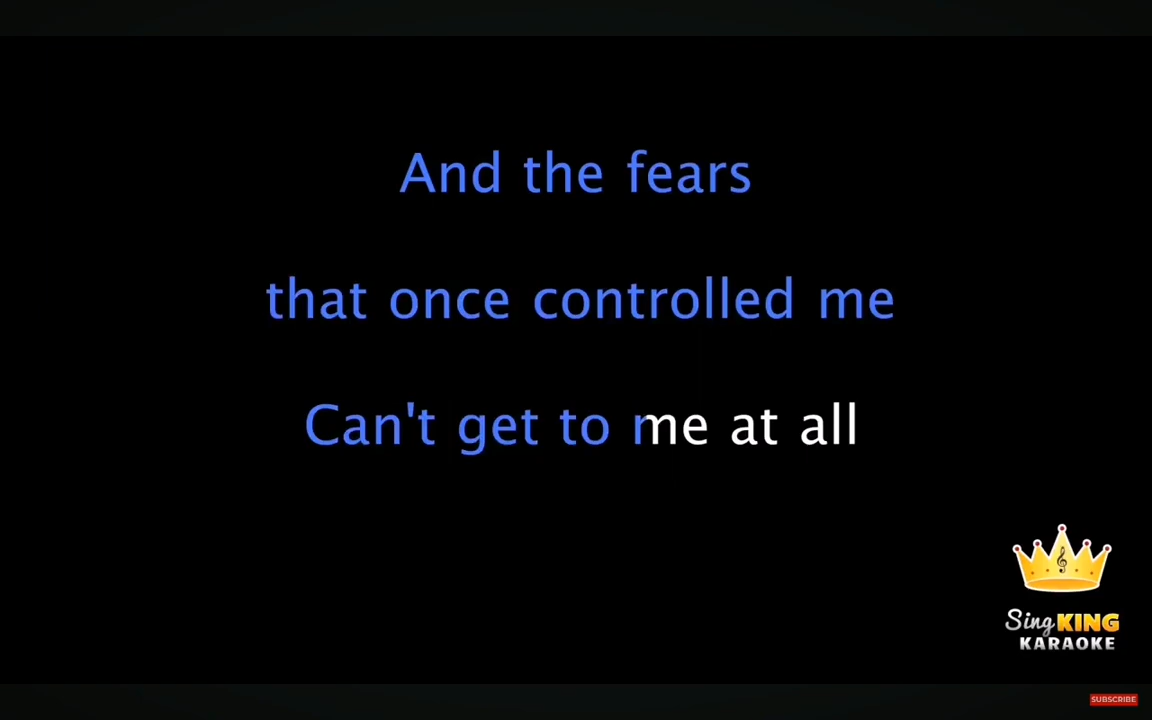 And the fears
that once controlled me
Can't get to me at all
Sing KING
KARAOKE
SUBSCRIBE